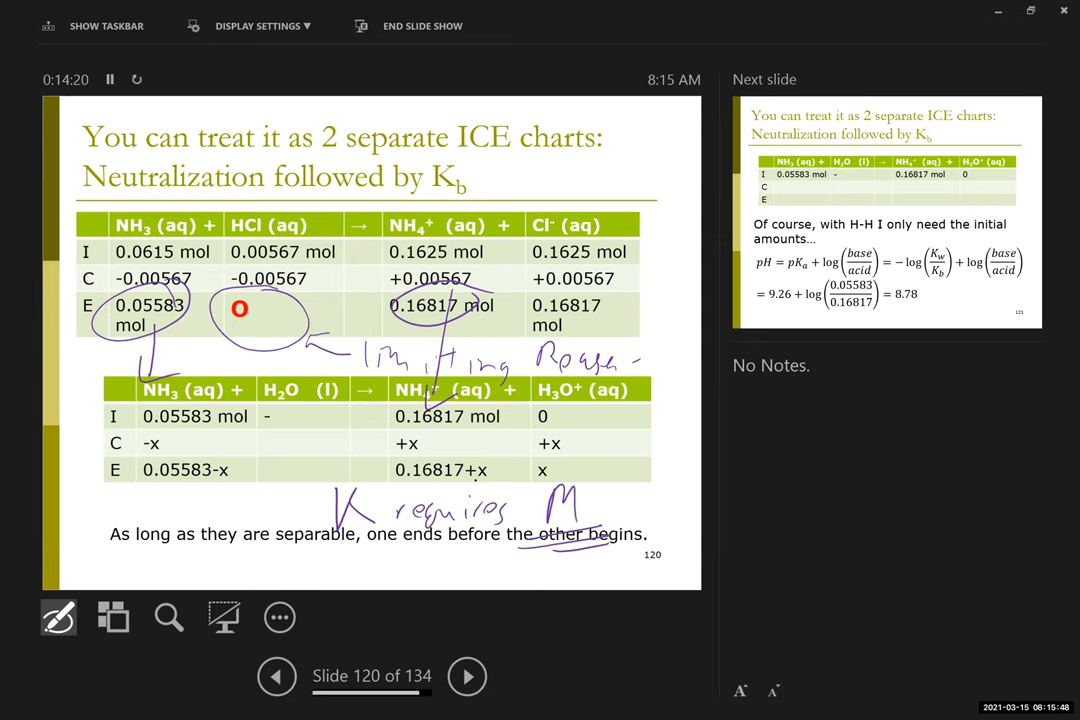 SHOW TASKBAR DISPLAY SETTINGS ▼ END SLIDE SHOW
0:14:20 8:15 AM
You can treat it as 2 separate ICE charts:
Neutralization followed by Kb
NH₃ (aq) + HCl (aq) → NH₄⁺ (aq) + Cl⁻ (aq)
I 0.0615 mol 0.00567 mol 0.1625 mol 0.1625 mol
C -0.00567 -0.00567 +0.00567 +0.00567
E 0.05583 mol O 0.16817 mol 0.16817 mol
limiting
NH₃ (aq) + H₂O (l) → NH₄⁺ (aq) + H₃O⁺ (aq)
I 0.05583 mol - 0.16817 mol 0
C -x +x +x
E 0.05583-x 0.16817+x x
K requires M
As long as they are separable, one ends before the other begins.
120
Slide 120 of 134
Next slide
You can treat it as 2 separate ICE charts:
Neutralization followed by Kb
NH₃ (aq) + H₂O (l) → NH₄⁺ (aq) + H₃O⁺ (aq)
I 0.05583 mol - 0.16817 mol 0
C
E
Of course, with H-H I only need the initial
amounts…
pH = pKa + log(base/acid) = −log(Kw/Kb) + log(base/acid)
= 9.26 + log(0.05583/0.16817) = 8.78
121
No Notes.
A A
2021-03-15 08:15:48